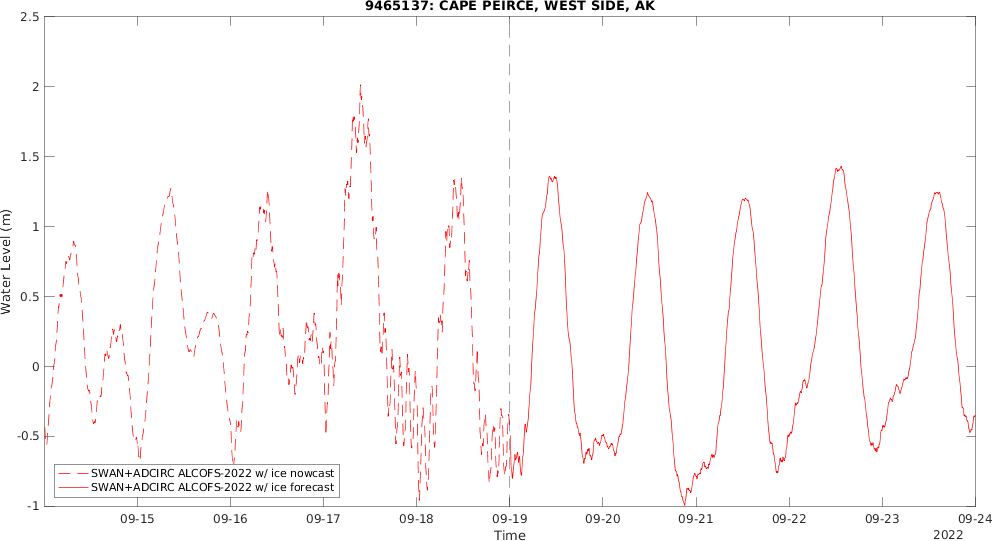 9465137: CAPE PEIRCE, WEST SIDE, AK
2.5
2
1.5
1
0.5
0
-0.5
-1
Water Level (m)
SWAN+ADCIRC ALCOFS-2022 w/ ice nowcast
SWAN+ADCIRC ALCOFS-2022 w/ ice forecast
09-15 09-16 09-17 09-18 09-19 09-20 09-21 09-22 09-23 09-24
Time
2022